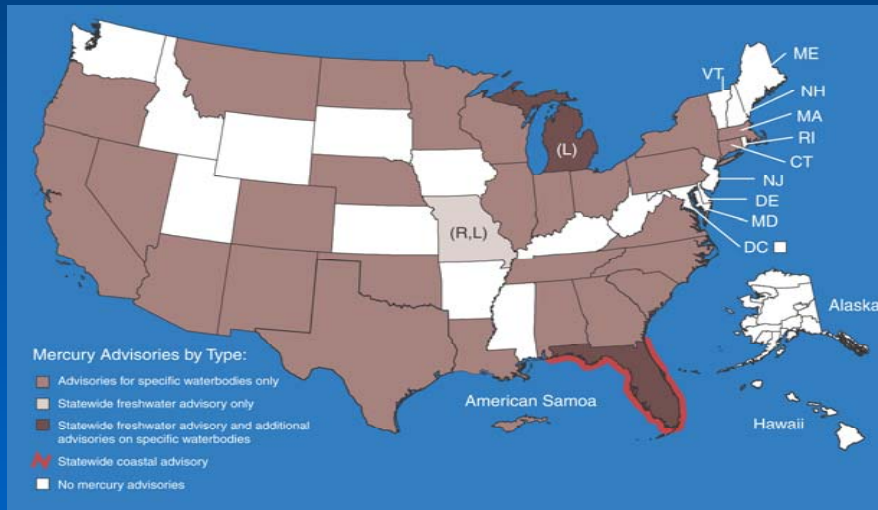 ME
VT
NH
MA
(L)
RI
CT
NJ
DE
(R,L)
MD
DC
Alaska
Mercury Advisories by Type:
Advisories for specific waterbodies only
Statewide freshwater advisory only
American Samoa
Statewide freshwater advisory and additional
advisories on specific waterbodies
Hawaii
Statewide coastal advisory
No mercury advisories